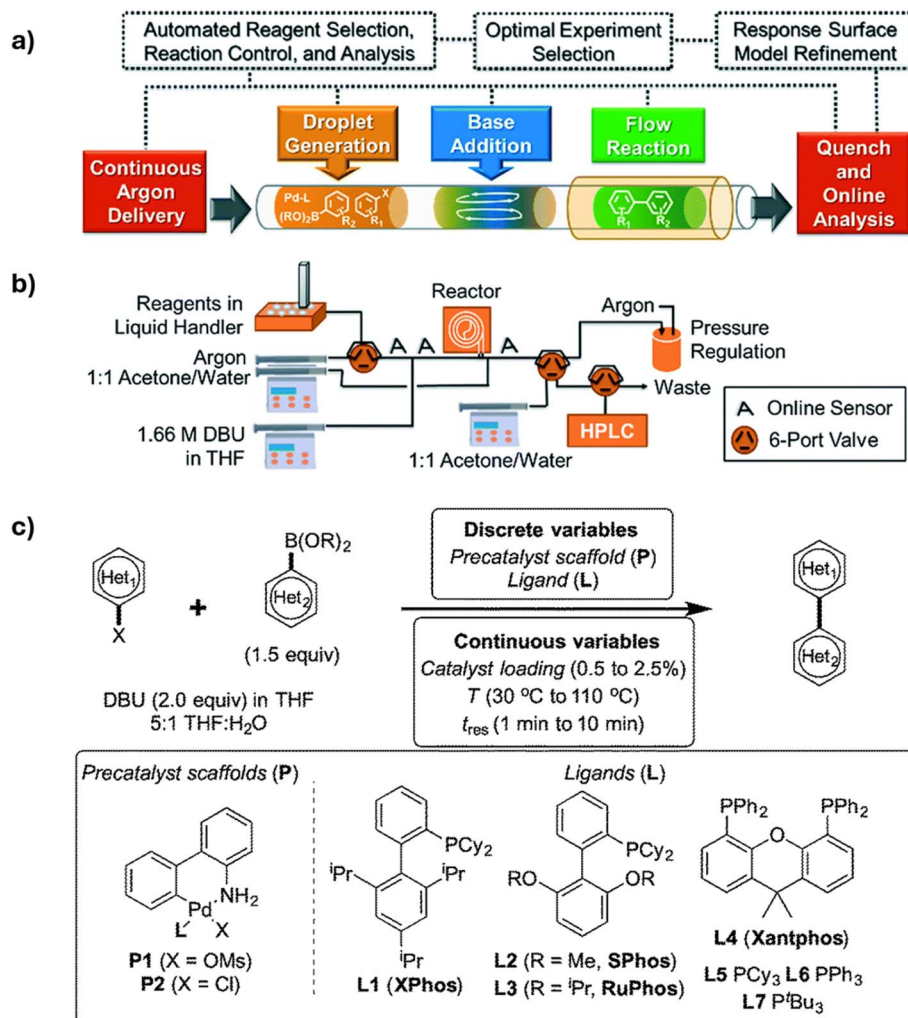 a)
Automated Reagent Selection,
Reaction Control, and Analysis
Optimal Experiment
Selection
Response Surface
Model Refinement
Continuous
Argon
Delivery
Droplet
Generation
Base
Addition
Flow
Reaction
Quench
and
Online
Analysis
Pd-L
(RO)₂B
R₂
X
R₁
R₁
R₂
b)
Reagents in
Liquid Handler
Argon
1:1 Acetone/Water
1.66 M DBU
in THF
Reactor
1:1 Acetone/Water
HPLC
Argon
Pressure
Regulation
Waste
A Online Sensor
6-Port Valve
c)
Het₁
X
+
B(OR)₂
Het₂
(1.5 equiv)
DBU (2.0 equiv) in THF
5:1 THF:H₂O
Discrete variables
Precatalyst scaffold (P)
Ligand (L)
Continuous variables
Catalyst loading (0.5 to 2.5%)
T (30 °C to 110 °C)
tres (1 min to 10 min)
Het₁
Het₂
Precatalyst scaffolds (P)
NH₂
Pd
L
X
P1 (X = OMs)
P2 (X = Cl)
Ligands (L)
PCy₂
ⁱPr
ⁱPr
ⁱPr
L1 (XPhos)
PCy₂
RO
OR
L2 (R = Me, SPhos)
L3 (R = ⁱPr, RuPhos)
PPh₂
PPh₂
O
L4 (Xantphos)
L5 PCy₃ L6 PPh₃
L7 PᵗBu₃